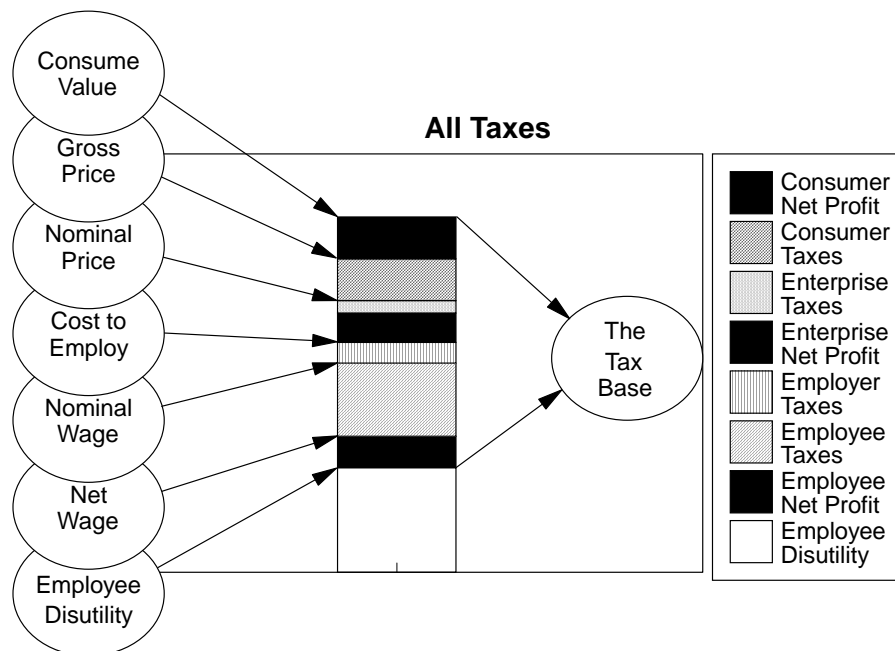 Consume
Value
Gross
Price
Nominal
Price
Cost to
Employ
Nominal
Wage
Net
Wage
Employee
Disutility
All Taxes
The
Tax
Base
Consumer
Net Profit
Consumer
Taxes
Enterprise
Taxes
Enterprise
Net Profit
Employer
Taxes
Employee
Taxes
Employee
Net Profit
Employee
Disutility